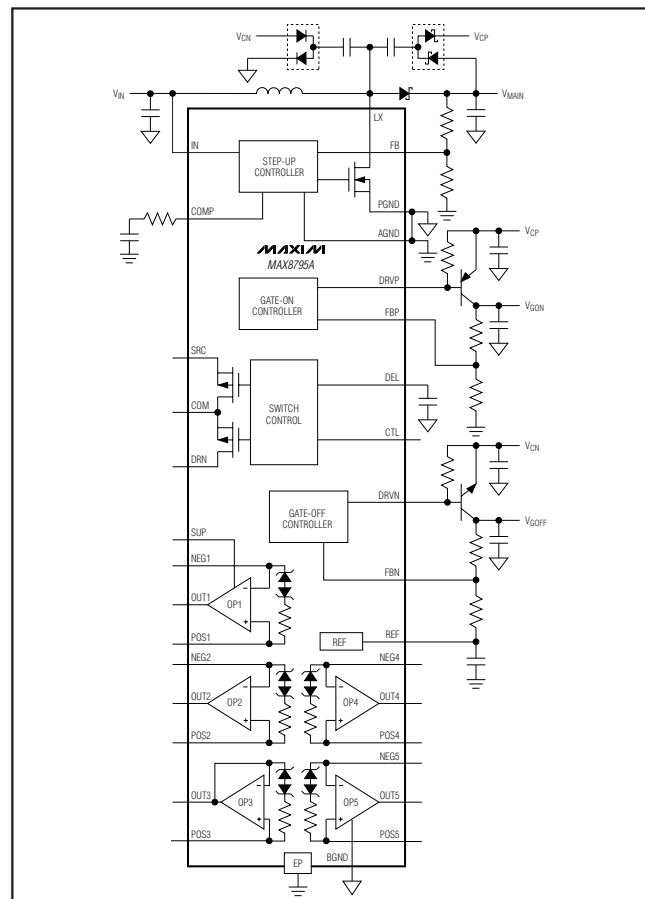 VCN
VCP
VIN
VMAIN
LX
IN
FB
STEP-UP
CONTROLLER
COMP
PGND
AGND
VCP
MAXIM
MAX8795A
DRVP
GATE-ON
CONTROLLER
VGON
FBP
SRC
DEL
COM
SWITCH
CONTROL
CTL
DRN
VCN
DRVN
GATE-OFF
CONTROLLER
VGOFF
SUP
NEG1
FBN
OUT1
OP1
POS1
REF
REF
NEG2
NEG4
OUT2
OP2
OP4
OUT4
POS2
POS4
NEG5
OUT3
OP3
OP5
OUT5
POS3
POS5
EP
BGND